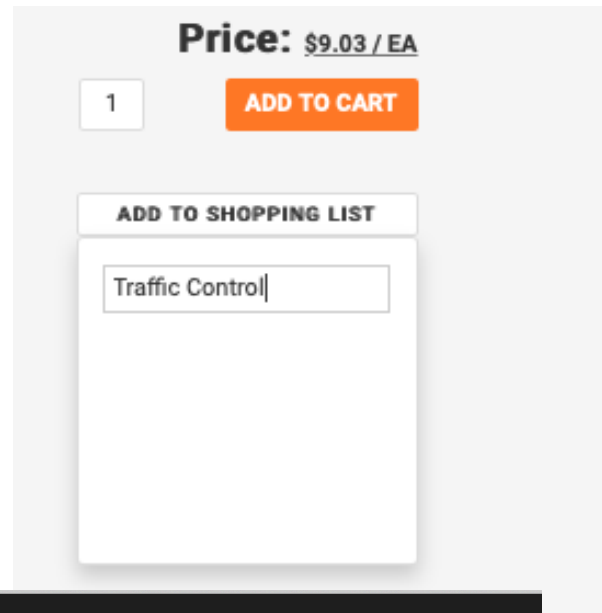 Price: $9.03 / EA
1 ADD TO CART
ADD TO SHOPPING LIST
Traffic Control